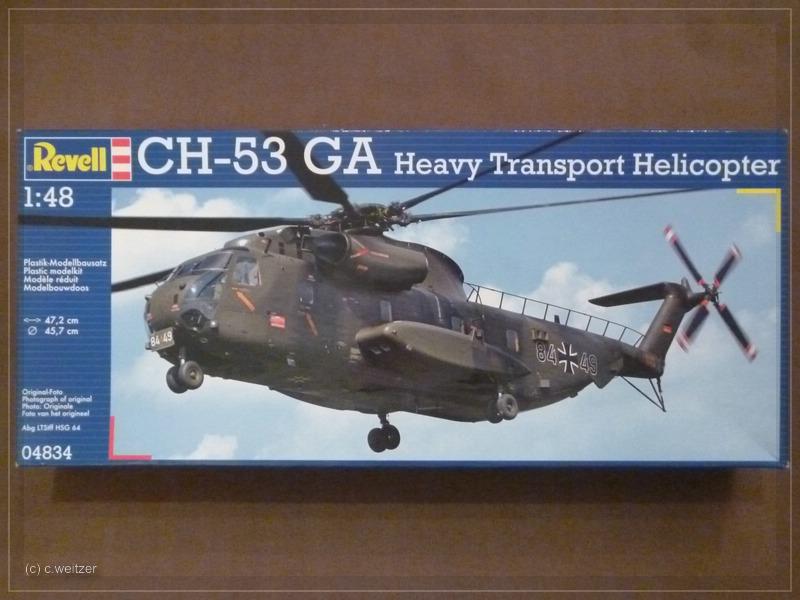 Revell
CH-53 GA Heavy Transport Helicopter
1:48
Plastik-Modellbausatz
Plastic modelkit
Modèle réduit
Modelbouwdoos
47,2 cm
Ø 45,7 cm
Original-Foto
Photograph of original
Photo: Originale
Foto van het origineel
Abg LTStff HSG 64
04834
84 49
84 49
(c) c.weitzer